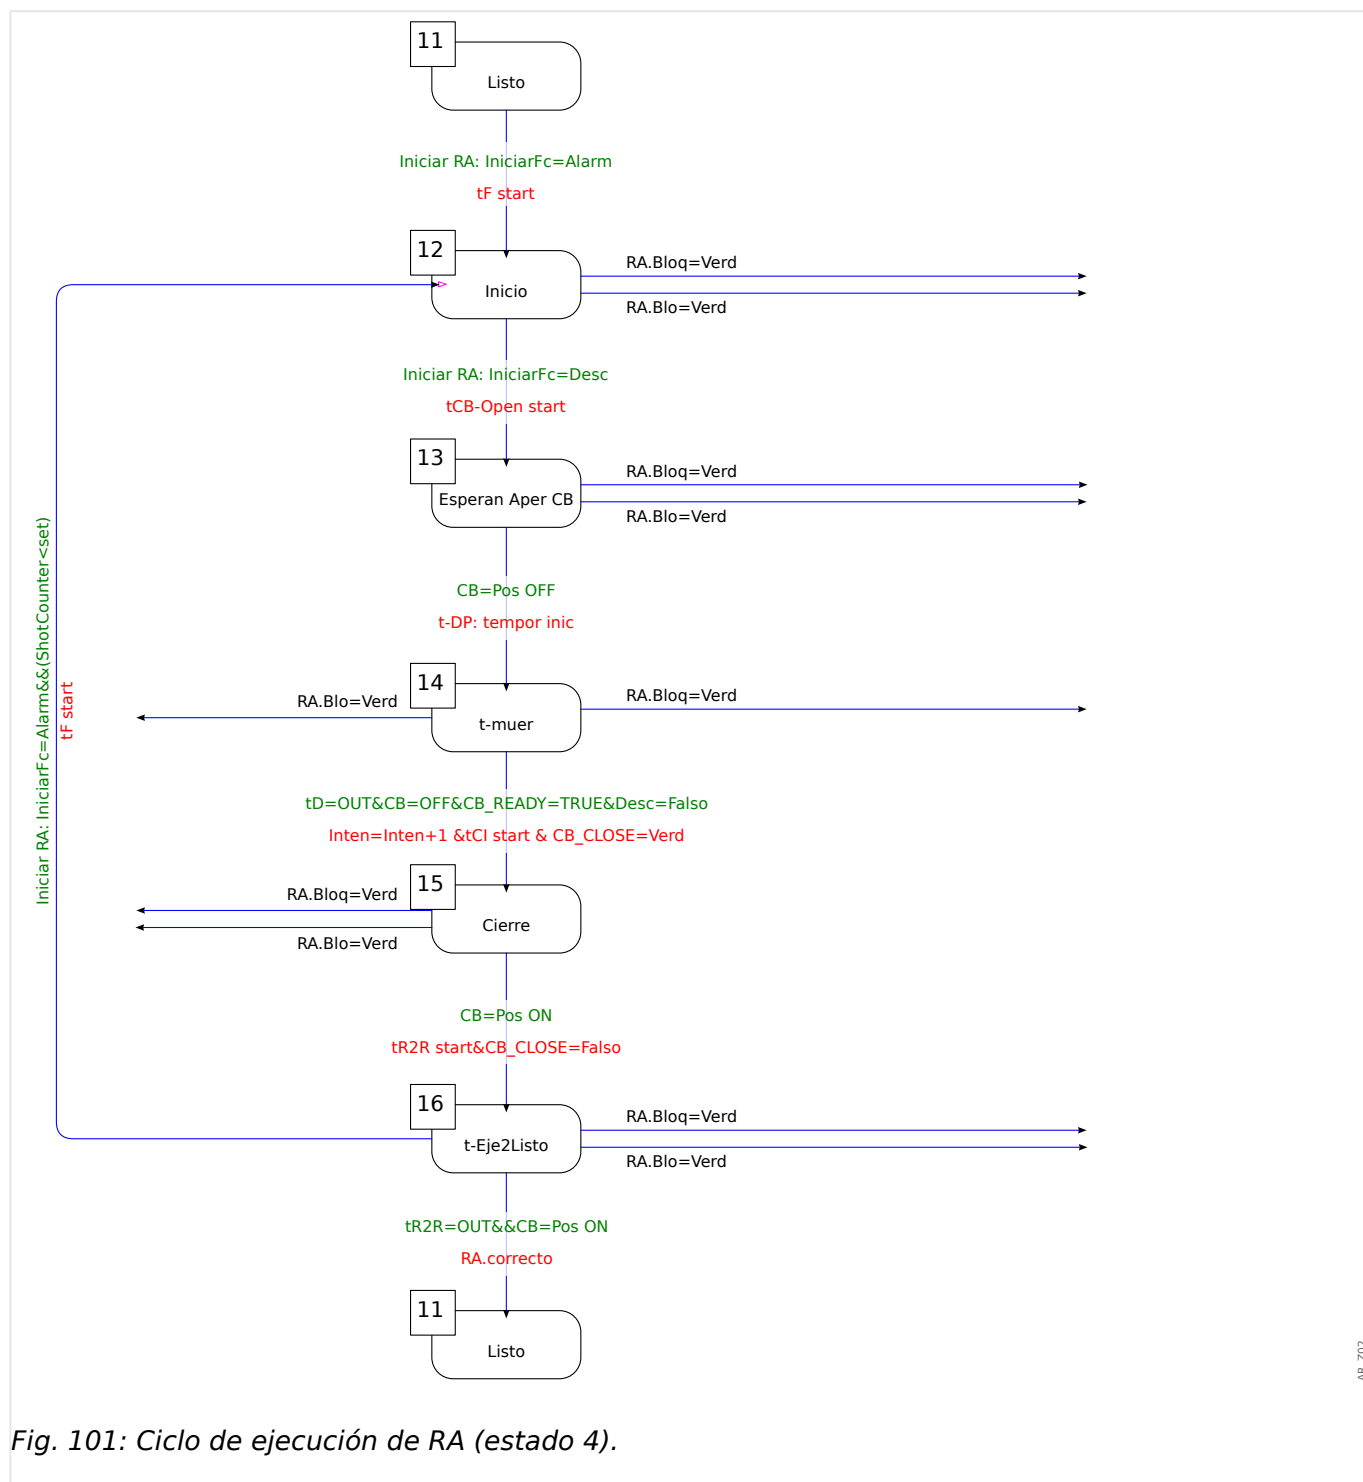 11
Listo
Iniciar RA: IniciarFc=Alarm
tF start
12
Inicio
RA.Bloq=Verd
RA.Blo=Verd
Iniciar RA: IniciarFc=Desc
tCB-Open start
13
Esperan Aper CB
RA.Bloq=Verd
RA.Blo=Verd
Iniciar RA: IniciarFc=Alarm&&(ShotCounter<set)
tF start
CB=Pos OFF
t-DP: tempor inic
14
t-muer
RA.Blo=Verd
RA.Bloq=Verd
tD=OUT&CB=OFF&CB_READY=TRUE&Desc=Falso
Inten=Inten+1 &tCl start & CB_CLOSE=Verd
15
Cierre
RA.Bloq=Verd
RA.Blo=Verd
CB=Pos ON
tR2R start&CB_CLOSE=Falso
16
t-Eje2Listo
RA.Bloq=Verd
RA.Blo=Verd
tR2R=OUT&&CB=Pos ON
RA.correcto
11
Listo
Fig. 101: Ciclo de ejecución de RA (estado 4).